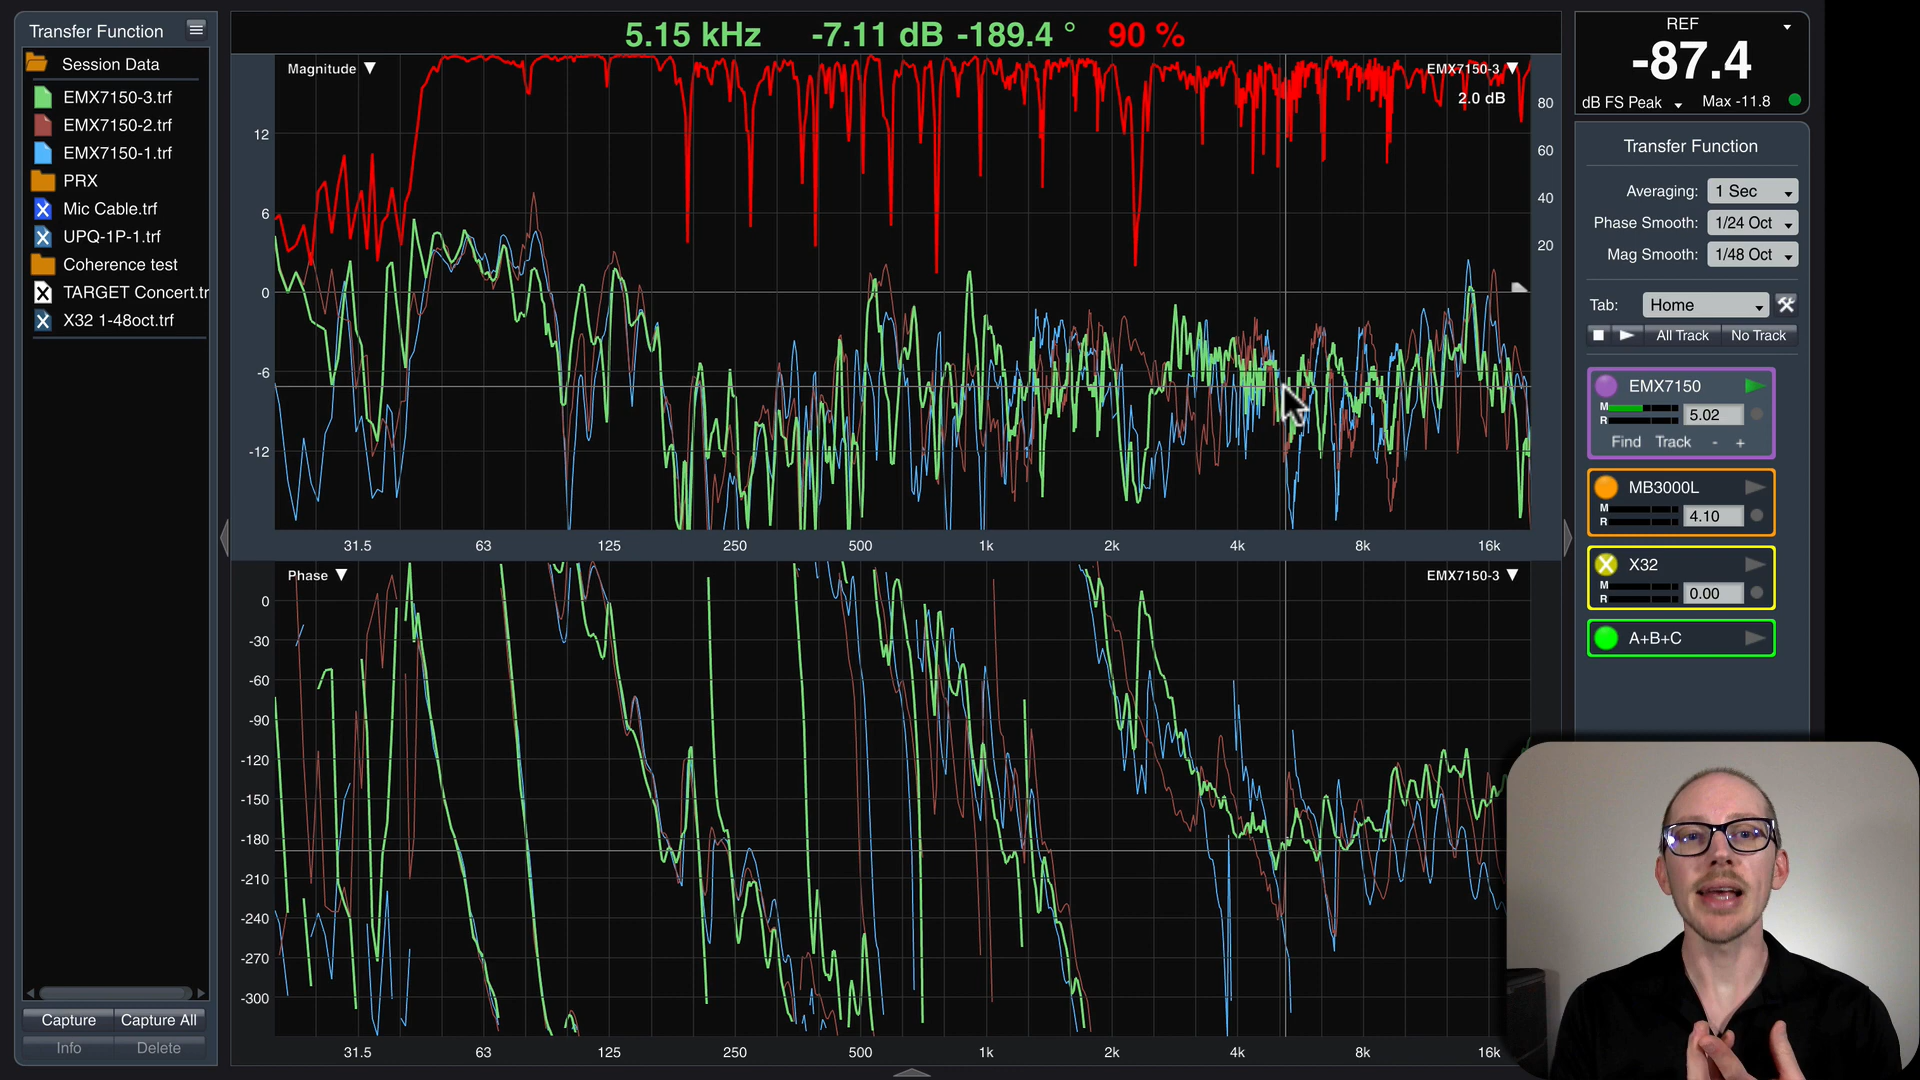 Transfer Function
Session Data
EMX7150-3.trf
EMX7150-2.trf
EMX7150-1.trf
PRX
Mic Cable.trf
UPQ-1P-1.trf
Coherence test
TARGET Concert.tr
X32 1-48oct.trf
Capture
Capture All
Info
Delete
5.15 kHz -7.11 dB -189.4 ° 90 %
Magnitude
EMX7150-3
2.0 dB
12
6
0
-6
-12
80
60
40
20
31.5 63 125 250 500 1k 2k 4k 8k 16k
Phase
EMX7150-3
0
-30
-60
-90
-120
-150
-180
-210
-240
-270
-300
31.5 63 125 250 500 1k 2k 4k 8k 16k
REF
-87.4
dB FS Peak Max -11.8
Transfer Function
Averaging: 1 Sec
Phase Smooth: 1/24 Oct
Mag Smooth: 1/48 Oct
Tab: Home
All Track No Track
EMX7150
M
R
5.02
Find Track - +
MB3000L
M
R
4.10
X32
M
R
0.00
A+B+C